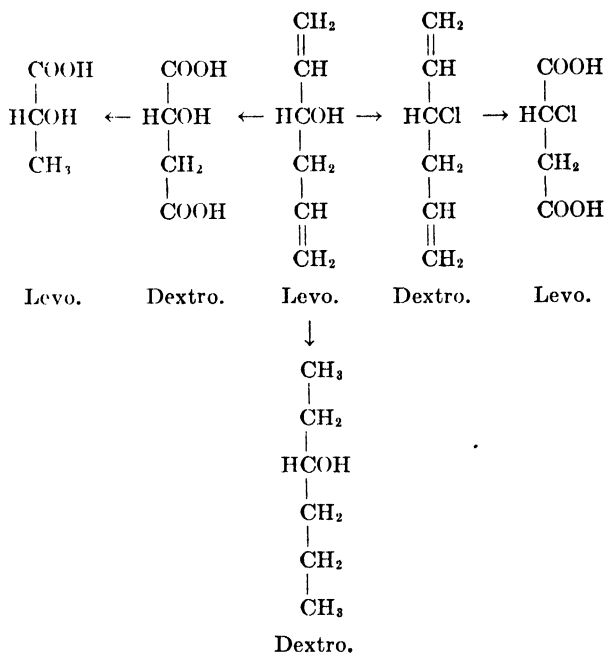 CH₂ CH₂
‖ ‖
COOH COOH CH CH COOH
| | | | |
HCOH ← HCOH ← HCOH → HCCl → HCCl
| | | | |
CH₃ CH₂ CH₂ CH₂ CH₂
| | | |
COOH CH CH COOH
‖ ‖
CH₂ CH₂
Levo. Dextro. Levo. Dextro. Levo.
↓
CH₃
|
CH₂
|
HCOH
|
CH₂
|
CH₂
|
CH₃
Dextro.